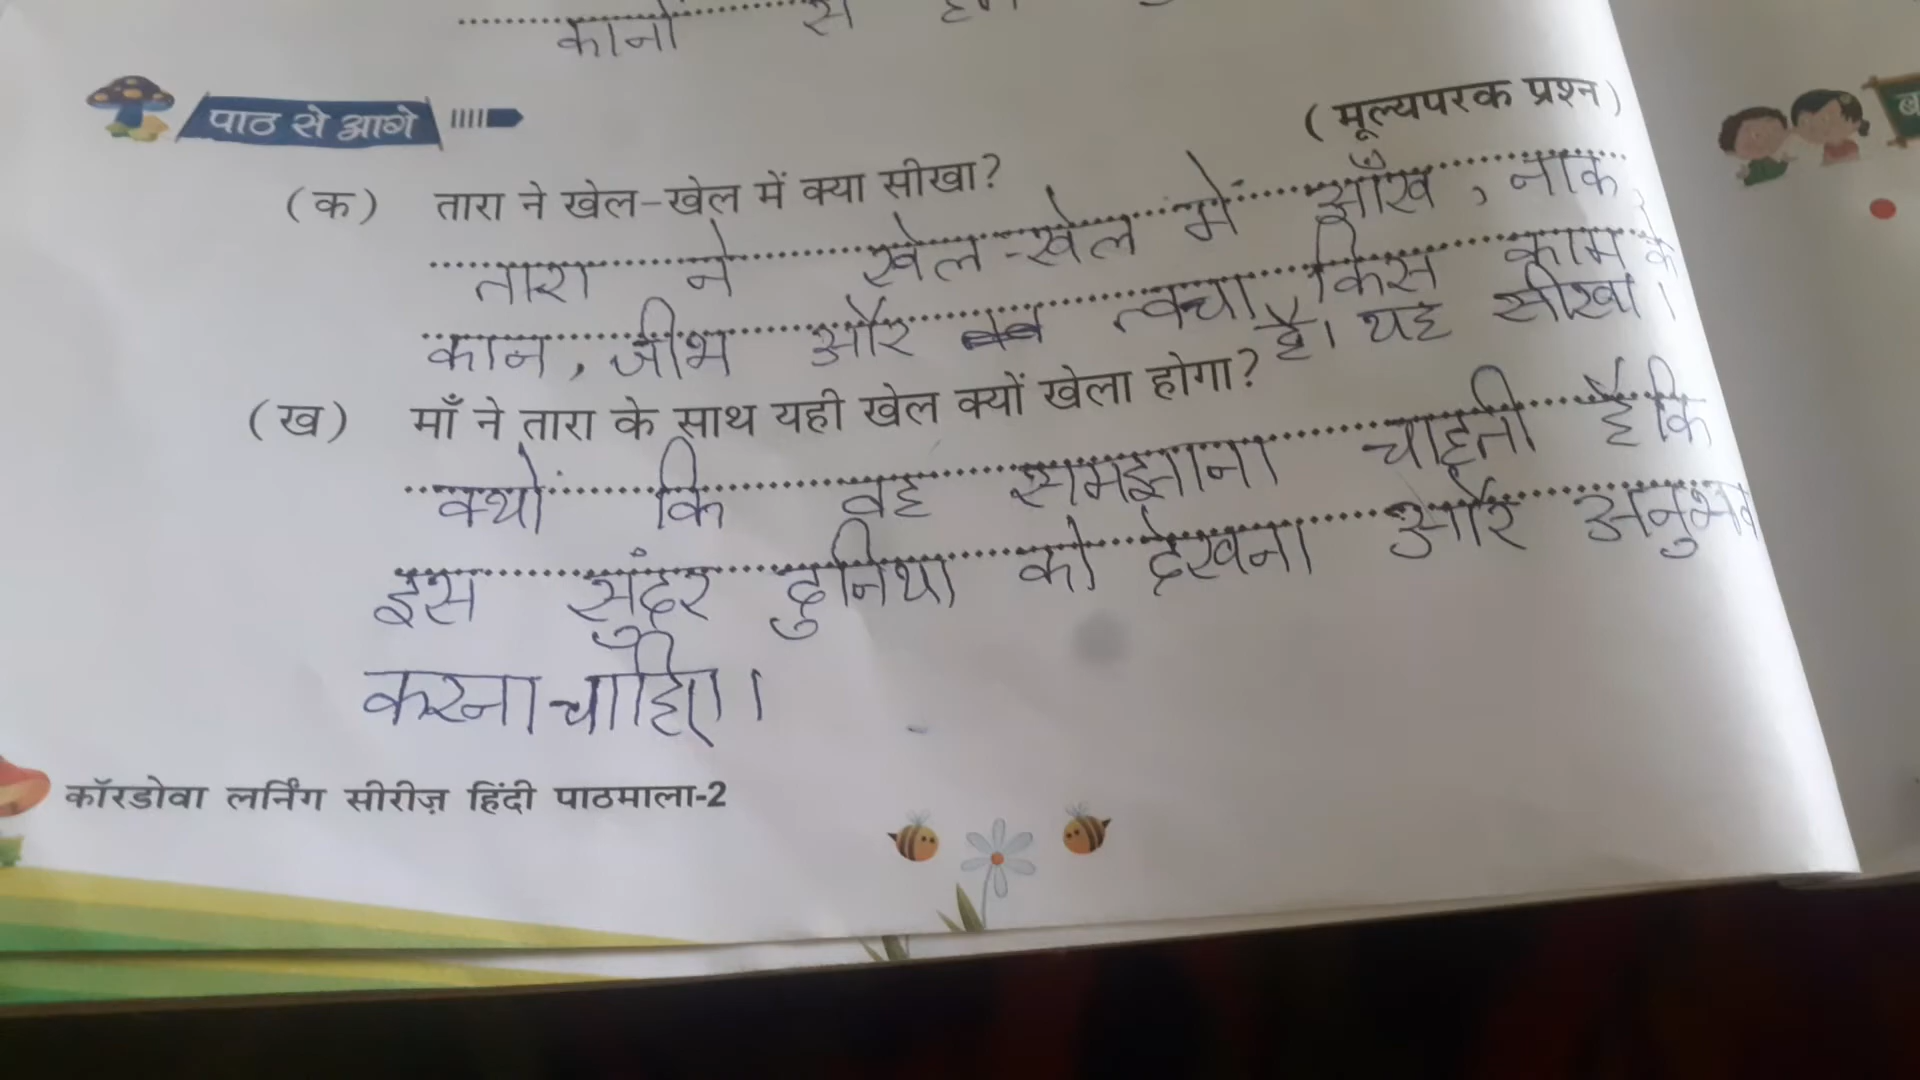 कानों से
पाठ से आगे
(मूल्यपरक प्रश्न)
(क) तारा ने खेल-खेल में क्या सीखा?
तारा ने खेल-खेल में आँख, नाक,
कान, जीभ और त्वचा किस काम के
है। यह सीखा।
(ख) माँ ने तारा के साथ यही खेल क्यों खेला होगा?
क्यों कि वह समझाना चाहती है कि
इस सुंदर दुनिया को देखना और अनुभव
करना चाहिए।
कॉरडोवा लर्निंग सीरीज़ हिंदी पाठमाला-2